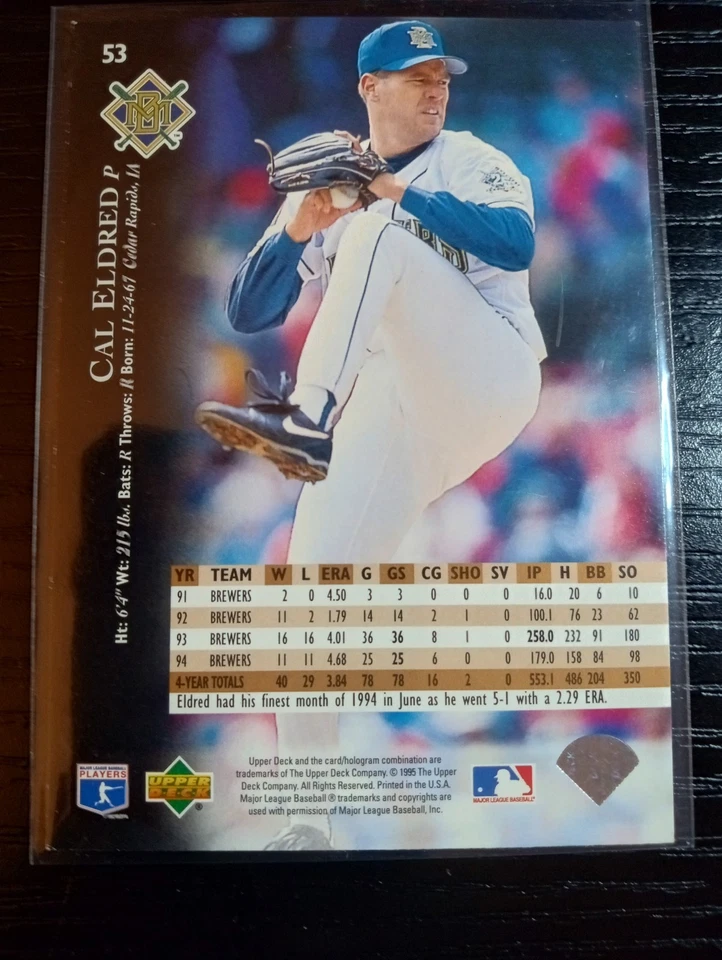 53
CAL ELDRED P
Ht: 6'4" Wt: 215 lbs. Bats: R Throws: R Born: 11-24-67 Cedar Rapids, IA
YR TEAM W L ERA G GS CG SHO SV IP H BB SO
91 BREWERS 2 0 4.50 3 3 0 0 0 16.0 20 6 10
92 BREWERS 11 2 1.79 14 14 2 1 0 100.1 76 23 62
93 BREWERS 16 16 4.01 36 36 8 1 0 258.0 232 91 180
94 BREWERS 11 11 4.68 25 25 6 0 0 179.0 158 84 98
4-YEAR TOTALS 40 29 3.84 78 78 16 2 0 553.1 486 204 350
Eldred had his finest month of 1994 in June as he went 5-1 with a 2.29 ERA.
MAJOR LEAGUE BASEBALL
PLAYERS
UPPER
DECK
®
Upper Deck and the card/hologram combination are
trademarks of The Upper Deck Company. © 1995 The Upper
Deck Company. All Rights Reserved. Printed in the U.S.A.
Major League Baseball ® trademarks and copyrights are
used with permission of Major League Baseball, Inc.
MAJOR LEAGUE BASEBALL